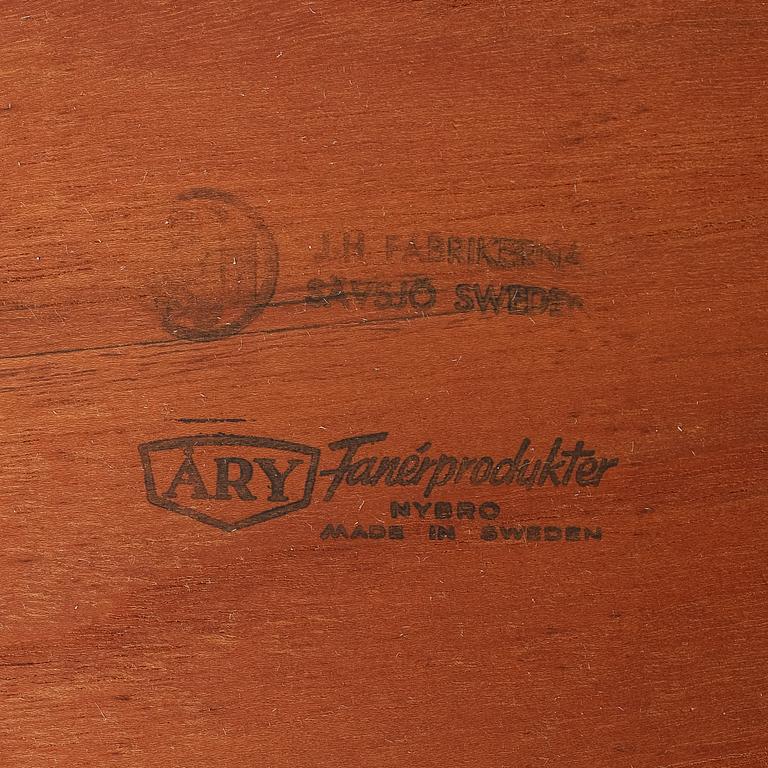 J.H. FABRIKERNA
SÄVSJÖ SWEDEN
ÅRY Fanérprodukter
NYBRO
MADE IN SWEDEN